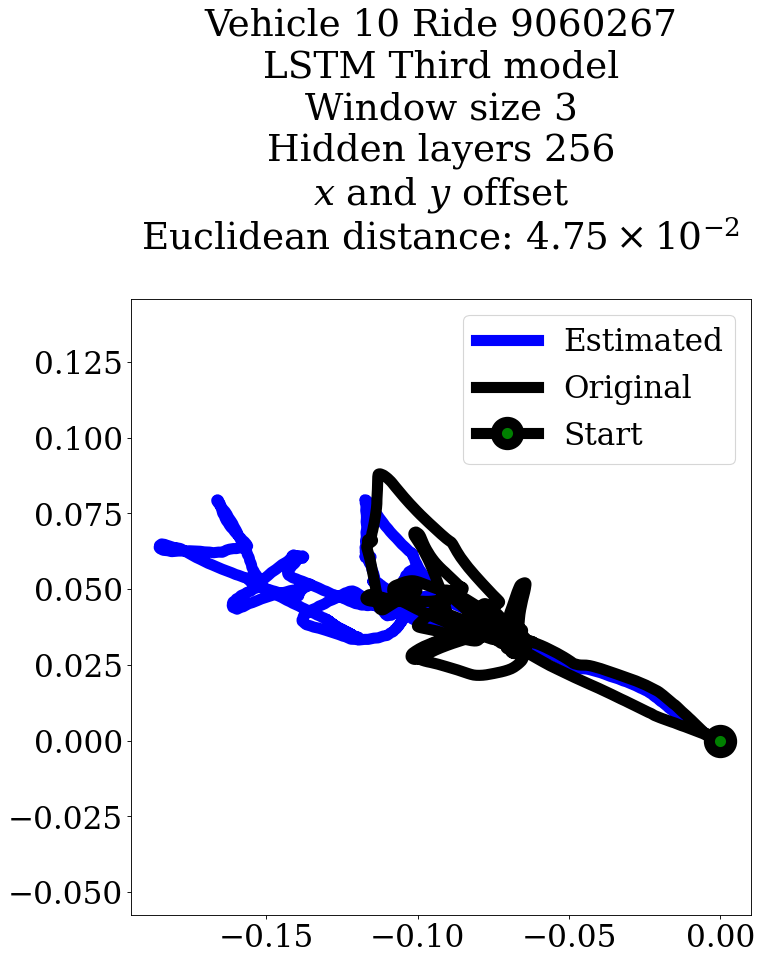 Vehicle 10 Ride 9060267
LSTM Third model
Window size 3
Hidden layers 256
x and y offset
Euclidean distance: 4.75 × 10⁻²
Estimated
Original
Start
0.125
0.100
0.075
0.050
0.025
0.000
−0.025
−0.050
−0.15 −0.10 −0.05 0.00